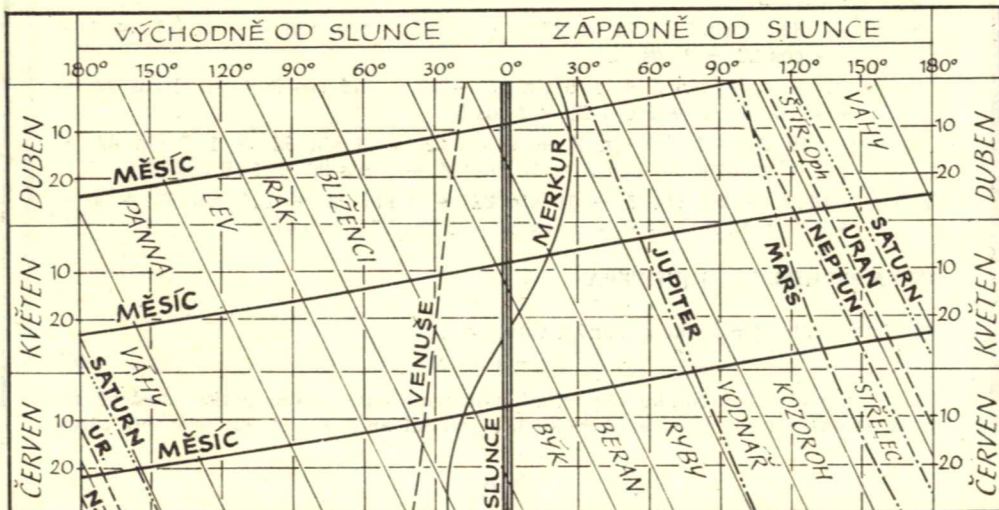 VÝCHODNĚ OD SLUNCE ZÁPADNĚ OD SLUNCE
180° 150° 120° 90° 60° 30° 0° 30° 60° 90° 120° 150° 180°
DUBEN
10
20
KVĚTEN
10
20
ČERVEN
10
20
MĚSÍC
PANNA
LEV
RAK
BLÍŽENCI
MĚSÍC
VÁHY
SATURN
UR
N
MĚSÍC
VENUŠE
SLUNCE
MERKUR
BÝK
BERAN
RYBY
JUPITER
VODNÁŘ
KOZOROH
MARS
NEPTUN
URAN
SATURN
STŘELEC
ŠTÍR-Oph
VÁHY
DUBEN
10
20
KVĚTEN
10
20
ČERVEN
10
20